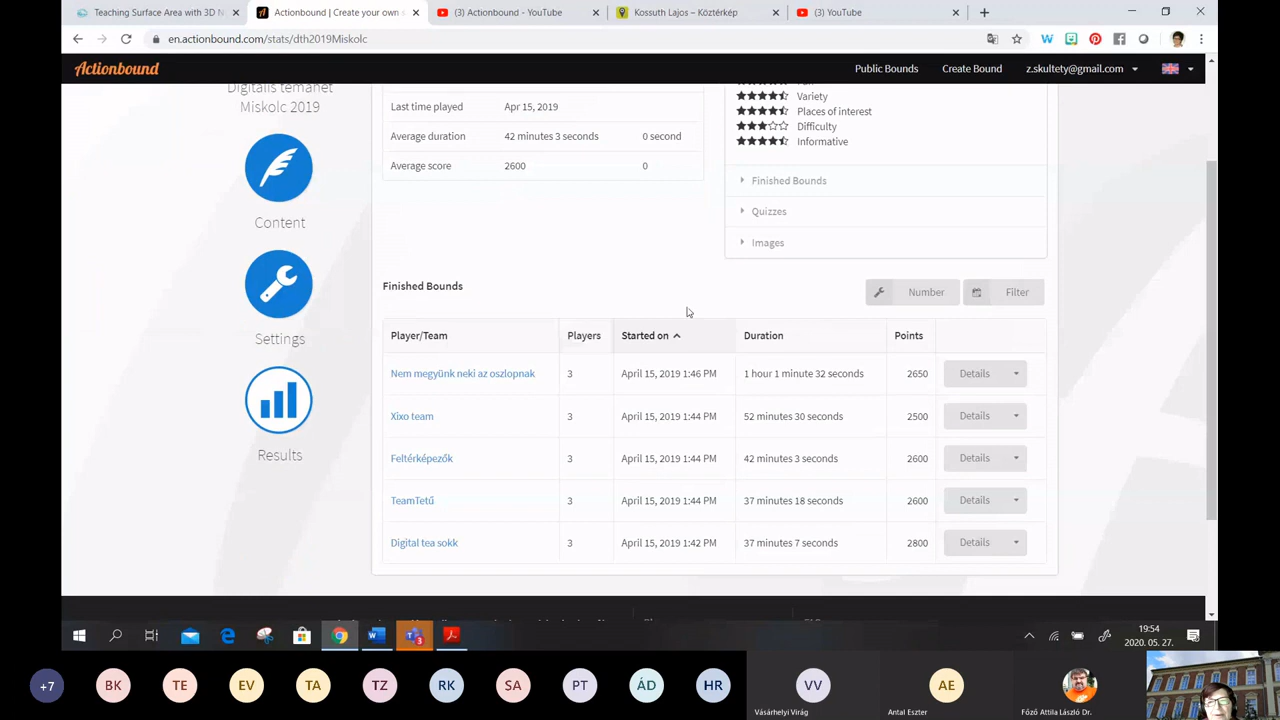 Teaching Surface Area with 3D N
Actionbound | Create your own s
(3) Actionbound - YouTube
Kossuth Lajos – Köztérkép
(3) YouTube
en.actionbound.com/stats/dth2019Miskolc
Actionbound
Public Bounds
Create Bound
z.skultety@gmail.com
Digitális témahét
Miskolc 2019
Content
Settings
Results
Last time played Apr 15, 2019
Average duration 42 minutes 3 seconds 0 second
Average score 2600 0
Variety
Places of interest
Difficulty
Informative
Finished Bounds
Quizzes
Images
Finished Bounds
Number
Filter
Player/Team Players Started on Duration Points
Nem megyünk neki az oszlopnak 3 April 15, 2019 1:46 PM 1 hour 1 minute 32 seconds 2650 Details
Xixo team 3 April 15, 2019 1:44 PM 52 minutes 30 seconds 2500 Details
Feltérképezők 3 April 15, 2019 1:44 PM 42 minutes 3 seconds 2600 Details
TeamTetű 3 April 15, 2019 1:44 PM 37 minutes 18 seconds 2600 Details
Digital tea sokk 3 April 15, 2019 1:42 PM 37 minutes 7 seconds 2800 Details
19:54
2020. 05. 27.
+7
BK
TE
EV
TA
TZ
RK
SA
PT
ÁD
HR
VV
Vásárhelyi Virág
AE
Antal Eszter
Főző Attila László Dr.